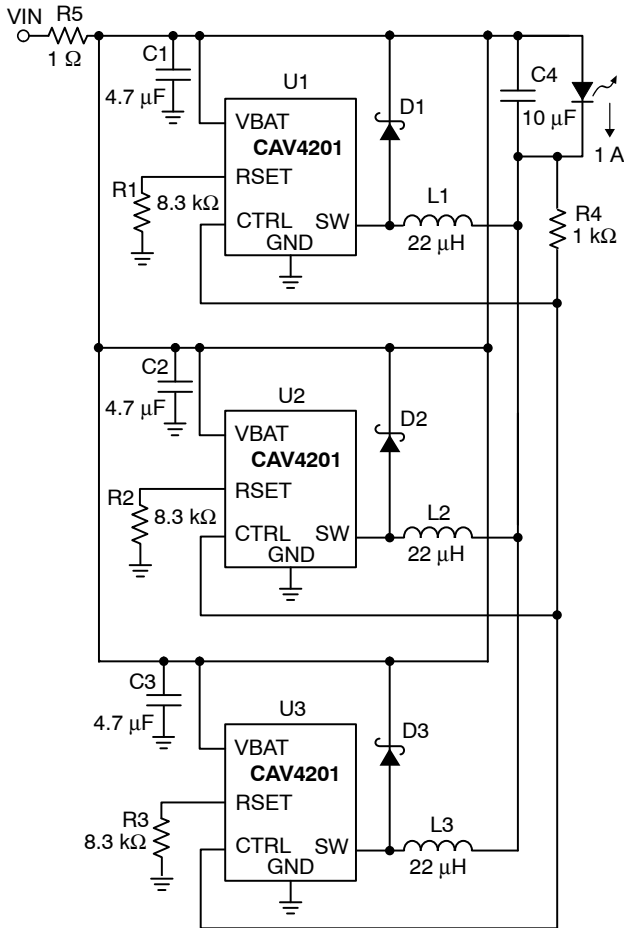 VIN
R5
1 Ω
C1
4.7 μF
U1
VBAT
CAV4201
RSET
CTRL
SW
GND
R1
8.3 kΩ
D1
L1
22 μH
C4
10 μF
1 A
R4
1 kΩ
C2
4.7 μF
U2
VBAT
CAV4201
RSET
CTRL
SW
GND
R2
8.3 kΩ
D2
L2
22 μH
C3
4.7 μF
U3
VBAT
CAV4201
RSET
CTRL
SW
GND
R3
8.3 kΩ
D3
L3
22 μH